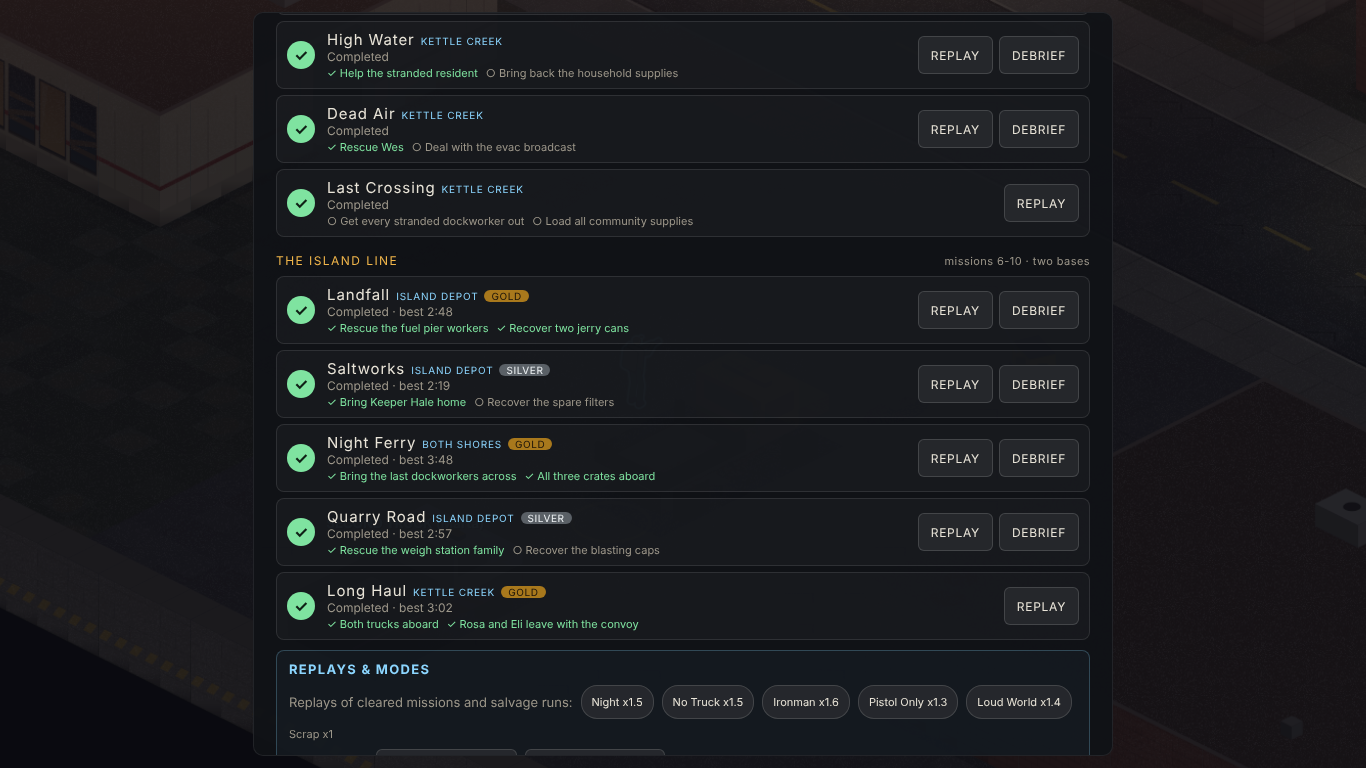 High Water KETTLE CREEK
Completed
✓ Help the stranded resident ○ Bring back the household supplies
REPLAY DEBRIEF
Dead Air KETTLE CREEK
Completed
✓ Rescue Wes ○ Deal with the evac broadcast
REPLAY DEBRIEF
Last Crossing KETTLE CREEK
Completed
○ Get every stranded dockworker out ○ Load all community supplies
REPLAY
THE ISLAND LINE missions 6-10 · two bases
Landfall ISLAND DEPOT GOLD
Completed · best 2:48
✓ Rescue the fuel pier workers ✓ Recover two jerry cans
REPLAY DEBRIEF
Saltworks ISLAND DEPOT SILVER
Completed · best 2:19
✓ Bring Keeper Hale home ○ Recover the spare filters
REPLAY DEBRIEF
Night Ferry BOTH SHORES GOLD
Completed · best 3:48
✓ Bring the last dockworkers across ✓ All three crates aboard
REPLAY DEBRIEF
Quarry Road ISLAND DEPOT SILVER
Completed · best 2:57
✓ Rescue the weigh station family ○ Recover the blasting caps
REPLAY DEBRIEF
Long Haul KETTLE CREEK GOLD
Completed · best 3:02
✓ Both trucks aboard ✓ Rosa and Eli leave with the convoy
REPLAY
REPLAYS & MODES
Replays of cleared missions and salvage runs: Night x1.5 No Truck x1.5 Ironman x1.6 Pistol Only x1.3 Loud World x1.4
Scrap x1